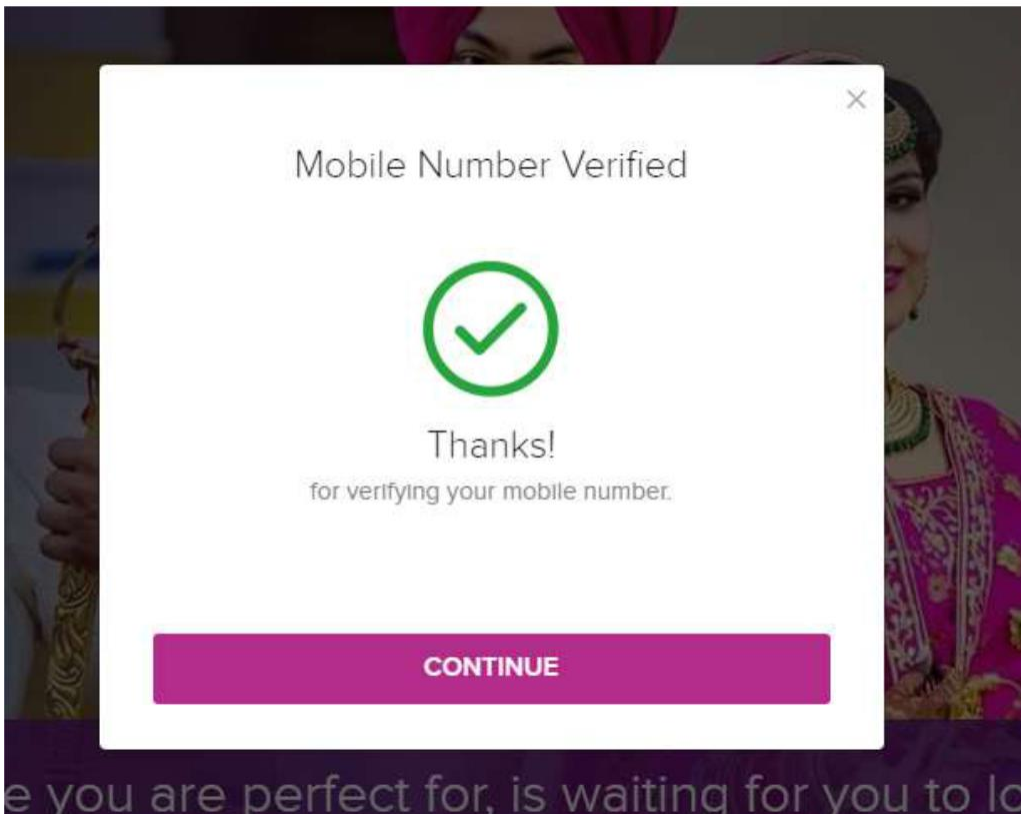 Mobile Number Verified
Thanks!
for verifying your mobile number.
CONTINUE
you are perfect for, is waiting for you to